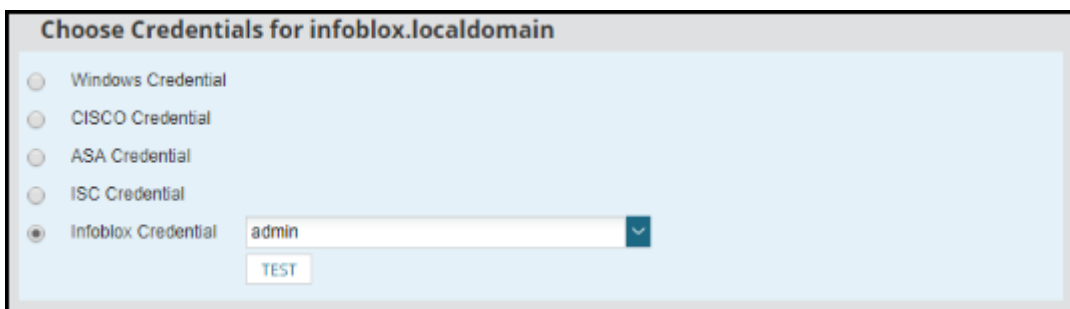 Choose Credentials for infoblox.localdomain
Windows Credential
CISCO Credential
ASA Credential
ISC Credential
Infoblox Credential admin
TEST